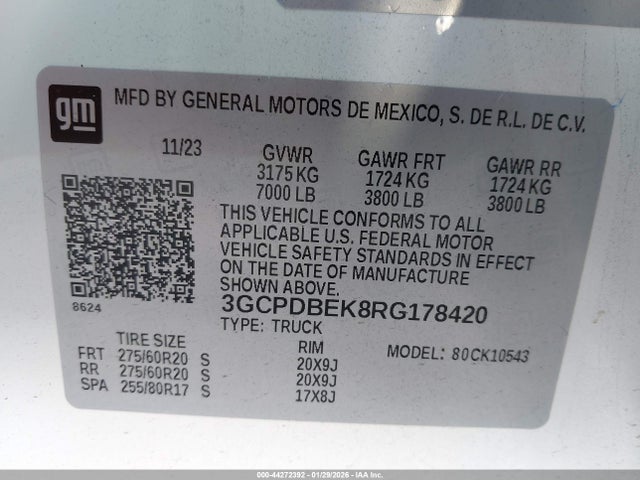 gm
MFD BY GENERAL MOTORS DE MEXICO, S. DE R.L. DE C.V.
11/23 GVWR GAWR FRT GAWR RR
3175 KG 1724 KG 1724 KG
7000 LB 3800 LB 3800 LB
THIS VEHICLE CONFORMS TO ALL
APPLICABLE U.S. FEDERAL MOTOR
VEHICLE SAFETY STANDARDS IN EFFECT
ON THE DATE OF MANUFACTURE
SHOWN ABOVE.
8624
3GCPDBEK8RG178420
TYPE: TRUCK
TIRE SIZE RIM MODEL: 80CK10543
FRT 275/60R20 S 20X9J
RR 275/60R20 S 20X9J
SPA 255/80R17 S 17X8J
000-44272392 - 01/29/2026 - IAAI, Inc.